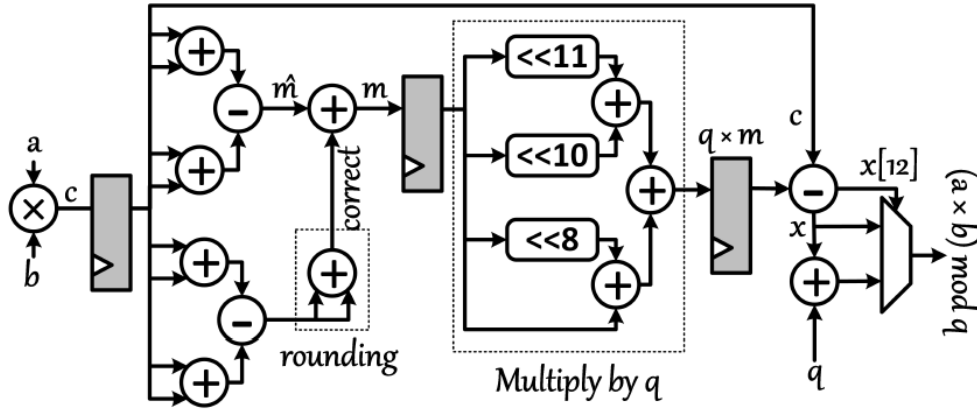 a
c
b
m̂
m
correct
rounding
<<11
<<10
<<8
Multiply by q
q × m
c
x[12]
x
q
(a × b) mod q